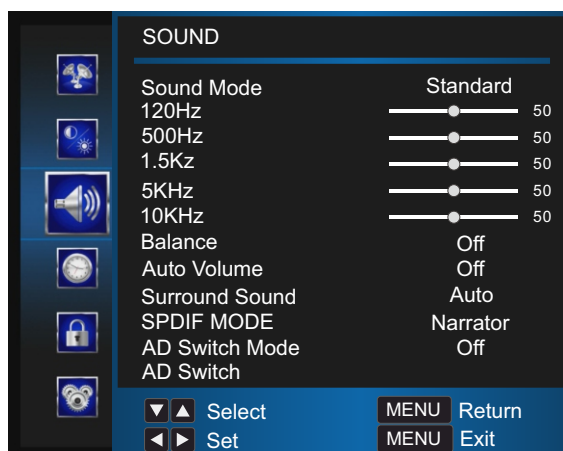 SOUND
Sound Mode Standard
120Hz 50
500Hz 50
1.5Kz 50
5KHz 50
10KHz 50
Balance Off
Auto Volume Off
Surround Sound Auto
SPDIF MODE Narrator
AD Switch Mode Off
AD Switch
Select MENU Return
Set MENU Exit